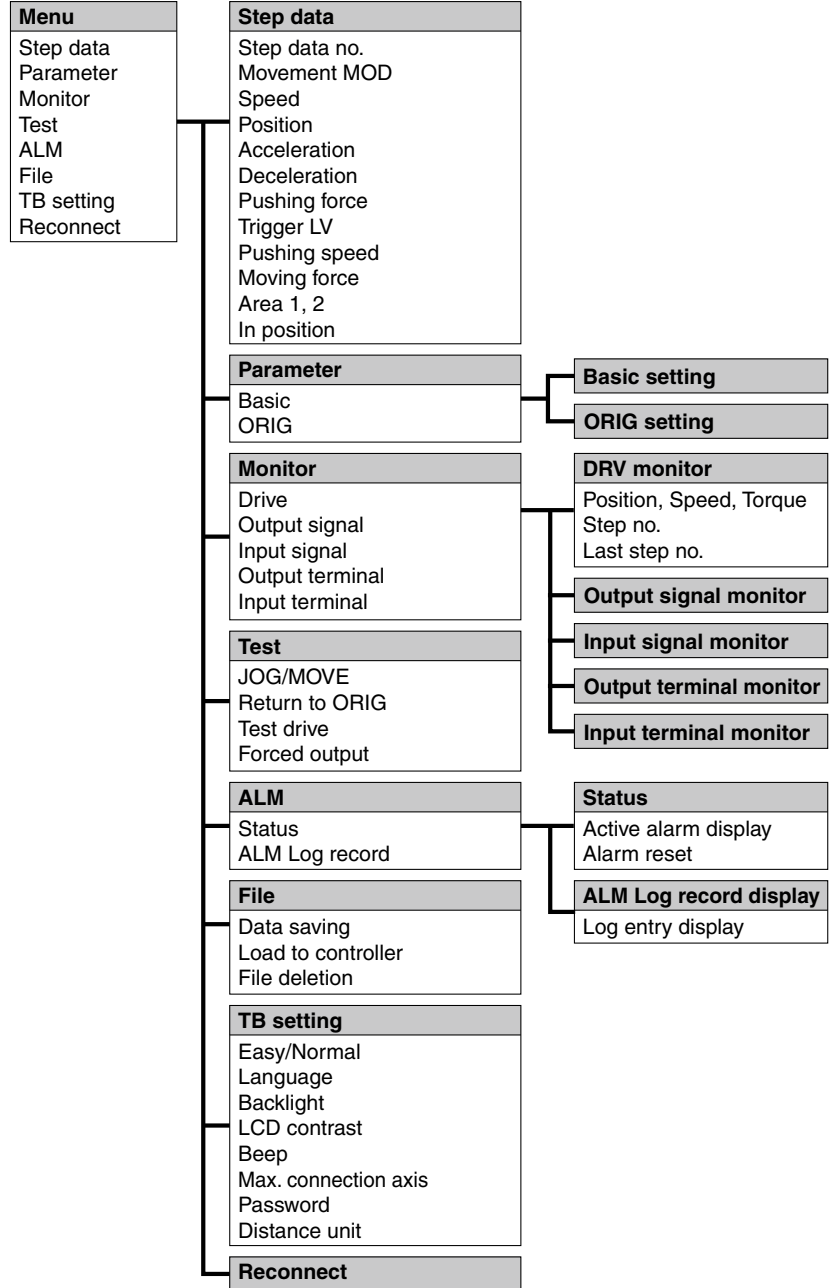 Menu
Step data
Parameter
Monitor
Test
ALM
File
TB setting
Reconnect
Step data
Step data no.
Movement MOD
Speed
Position
Acceleration
Deceleration
Pushing force
Trigger LV
Pushing speed
Moving force
Area 1, 2
In position
Parameter
Basic
ORIG
Basic setting
ORIG setting
Monitor
Drive
Output signal
Input signal
Output terminal
Input terminal
DRV monitor
Position, Speed, Torque
Step no.
Last step no.
Output signal monitor
Input signal monitor
Output terminal monitor
Input terminal monitor
Test
JOG/MOVE
Return to ORIG
Test drive
Forced output
ALM
Status
ALM Log record
Status
Active alarm display
Alarm reset
ALM Log record display
Log entry display
File
Data saving
Load to controller
File deletion
TB setting
Easy/Normal
Language
Backlight
LCD contrast
Beep
Max. connection axis
Password
Distance unit
Reconnect